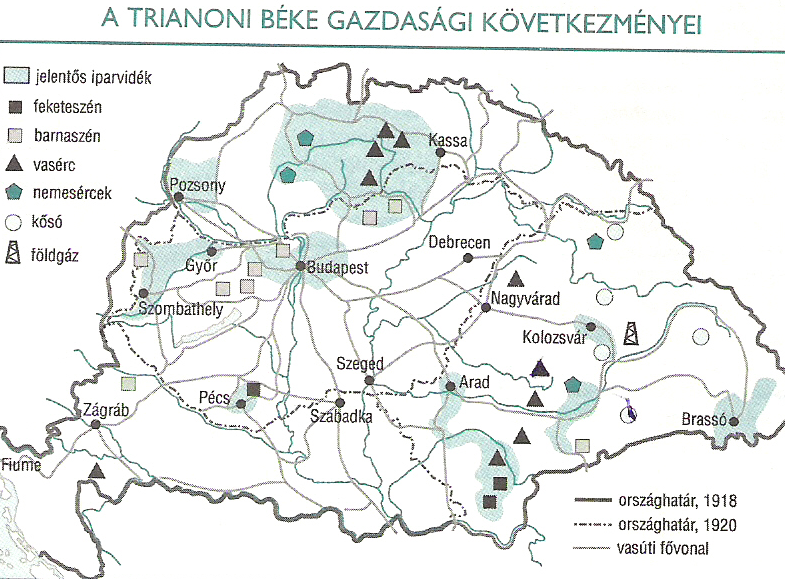 A TRIANONI BÉKE GAZDASÁGI KÖVETKEZMÉNYEI
jelentős iparvidék
feketeszén
barnaszén
vasérc
nemesércek
kősó
földgáz
Kassa
Pozsony
Győr
Budapest
Debrecen
Szombathely
Nagyvárad
Kolozsvár
Szeged
Arad
Pécs
Szabadka
Zágráb
Brassó
Fiume
országhatár, 1918
országhatár, 1920
vasúti fővonal